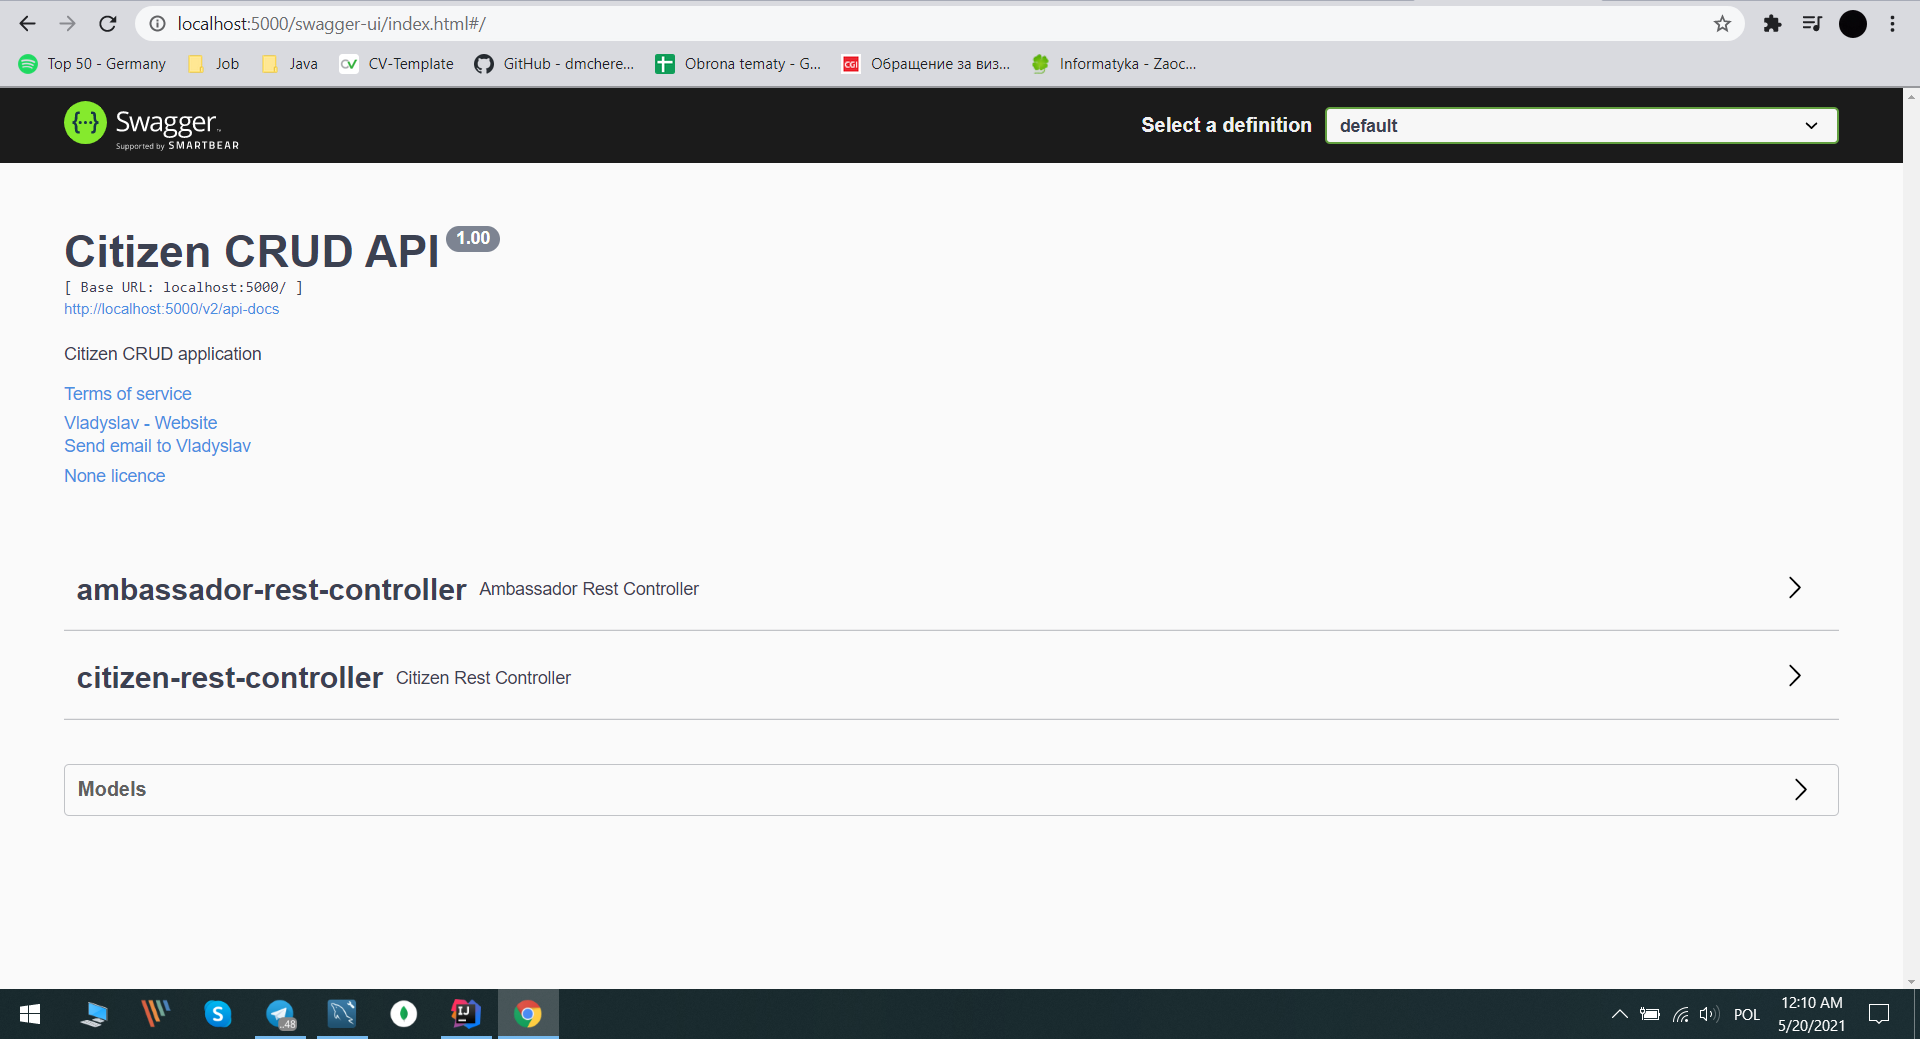 localhost:5000/swagger-ui/index.html#/
Top 50 - Germany Job Java CV-Template GitHub - dmchere... Obrona tematy - G... CGI Обращение за виз... Informatyka - Zaoc...
{···} Swagger™ Select a definition default
Supported by SMARTBEAR
Citizen CRUD API 1.00
[ Base URL: localhost:5000/ ]
http://localhost:5000/v2/api-docs
Citizen CRUD application
Terms of service
Vladyslav - Website
Send email to Vladyslav
None licence
ambassador-rest-controller Ambassador Rest Controller
citizen-rest-controller Citizen Rest Controller
Models
S ..48 IJ POL 12:10 AM
5/20/2021